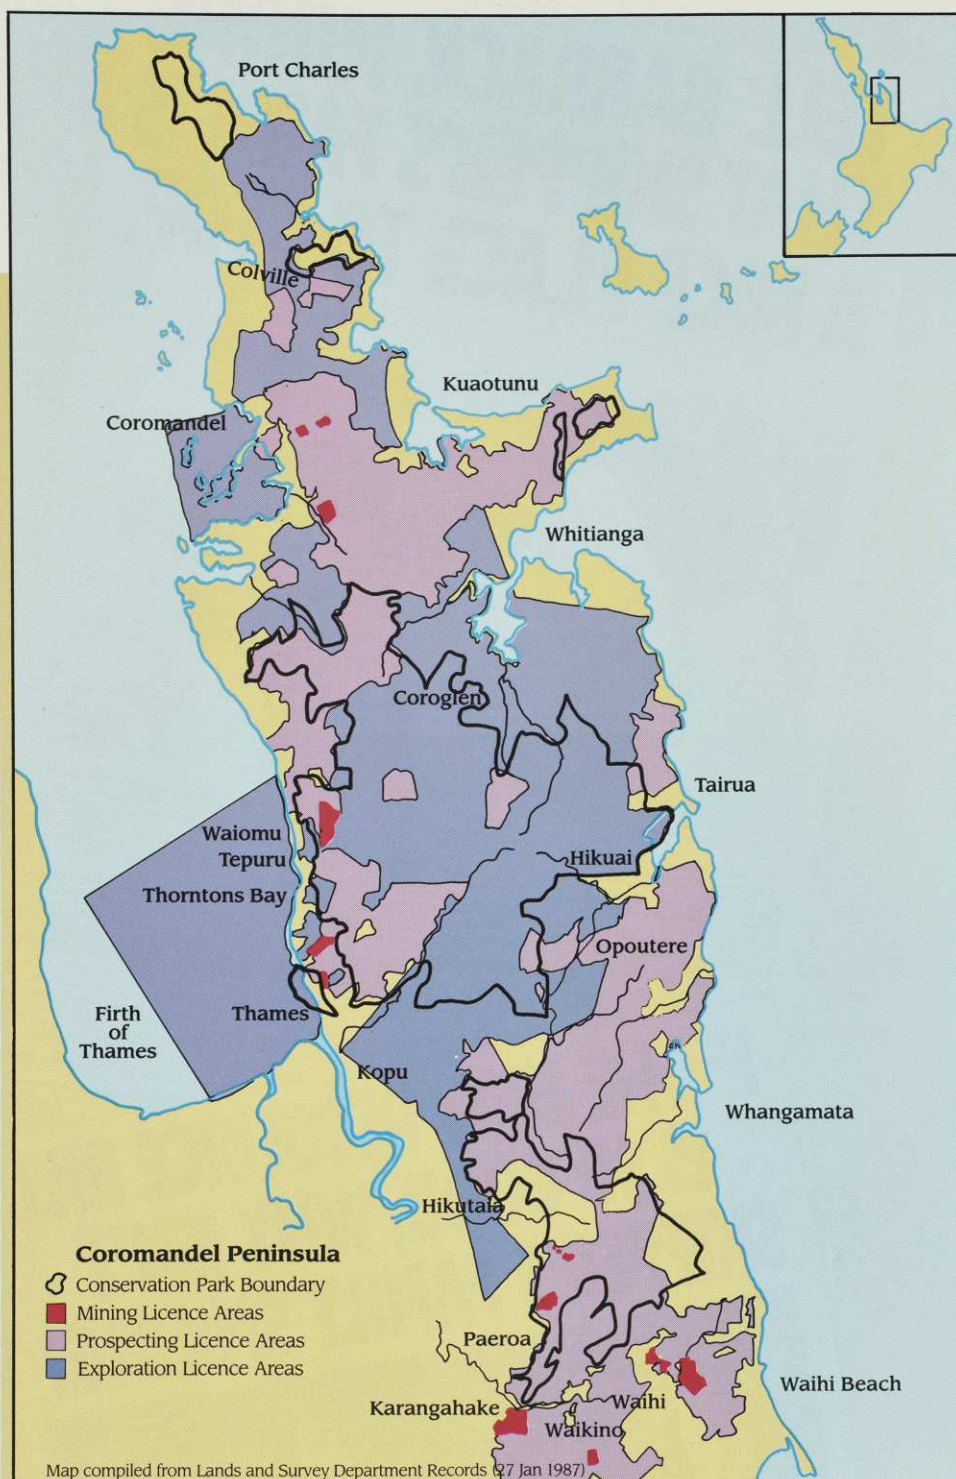 Port Charles
Colville
Kuaotunu
Coromandel
Whitianga
Coroglen
Tairua
Waiomu
Tepuru
Hikuai
Thorntons Bay
Opoutere
Firth
of
Thames
Thames
Kopu
Whangamata
Hikutaia
Coromandel Peninsula
Conservation Park Boundary
Mining Licence Areas
Prospecting Licence Areas
Exploration Licence Areas
Paeroa
Waihi Beach
Karangahake
Waihi
Waikino
Map compiled from Lands and Survey Department Records (27 Jan 1987)